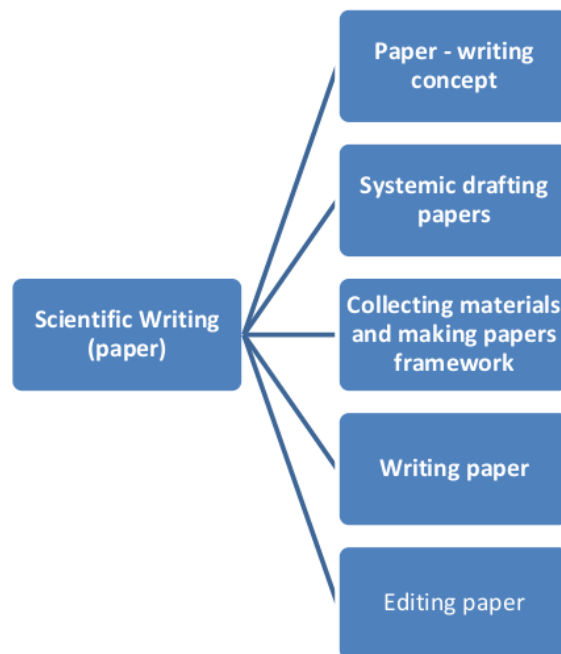 Paper - writing
concept
Systemic drafting
papers
Scientific Writing
(paper)
Collecting materials
and making papers
framework
Writing paper
Editing paper